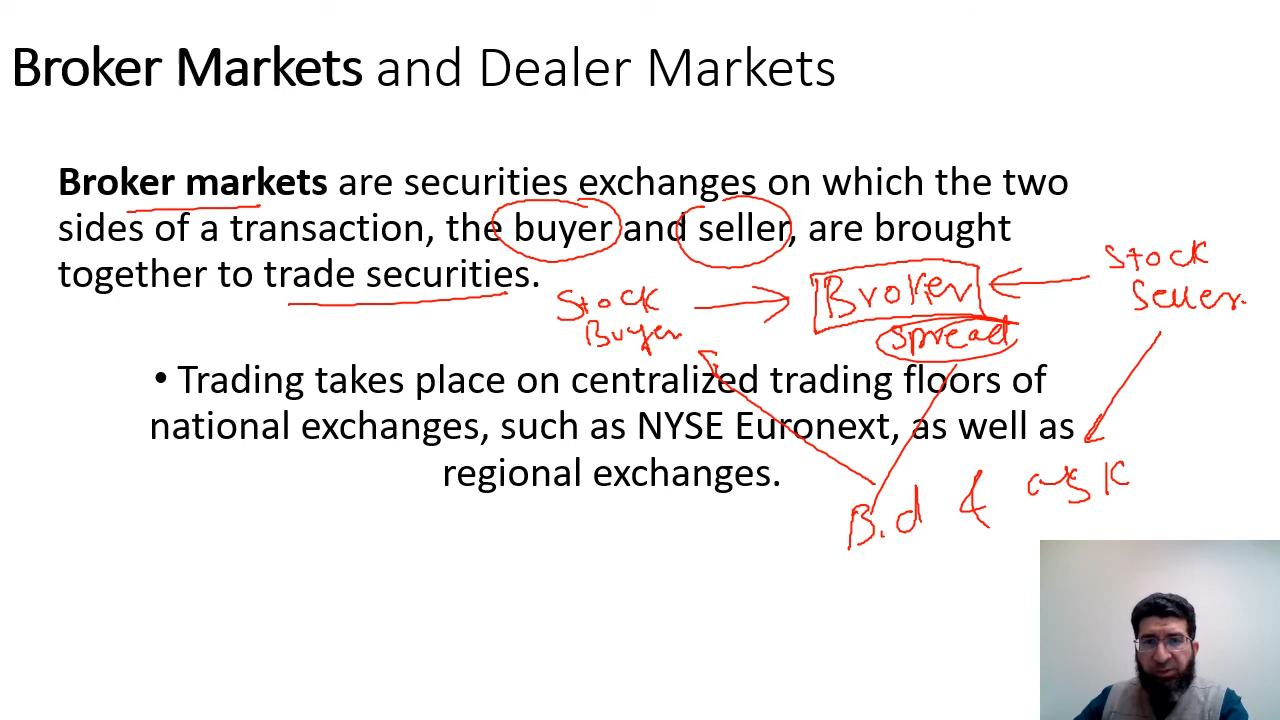 Broker Markets and Dealer Markets
Broker markets are securities exchanges on which the two
sides of a transaction, the buyer and seller, are brought
together to trade securities.
Stock
Buyer
Broker
spread
Stock
Seller.
• Trading takes place on centralized trading floors of
national exchanges, such as NYSE Euronext, as well as
regional exchanges.
Bid & ask